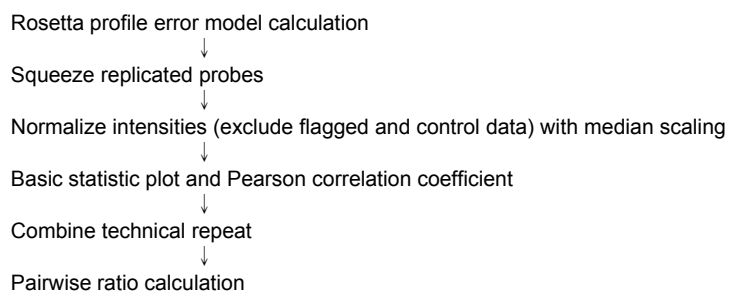 Rosetta profile error model calculation
↓
Squeeze replicated probes
↓
Normalize intensities (exclude flagged and control data) with median scaling
↓
Basic statistic plot and Pearson correlation coefficient
↓
Combine technical repeat
↓
Pairwise ratio calculation